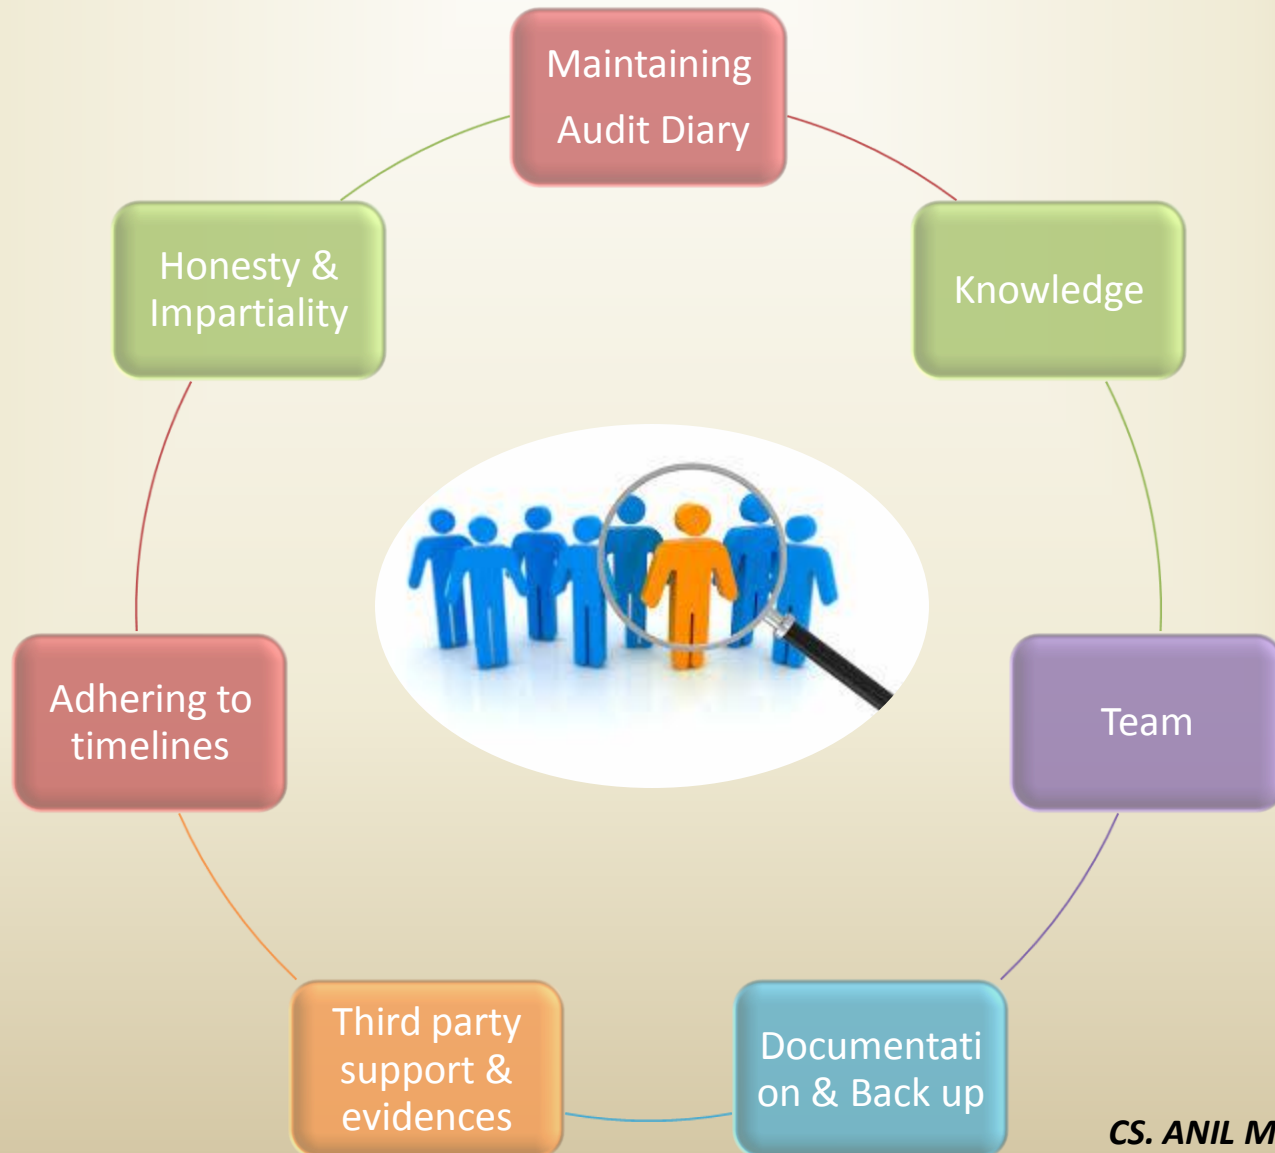 Maintaining
Audit Diary
Knowledge
Team
Documentati
on & Back up
Third party
support &
evidences
Adhering to
timelines
Honesty &
Impartiality
CS. ANIL M